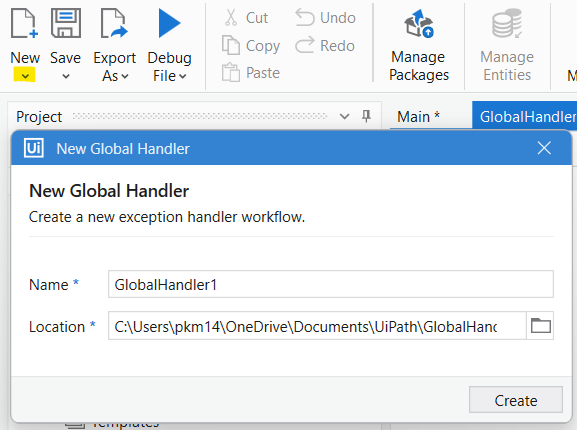 New
Save
Export
As
Debug
File
Cut
Copy
Paste
Undo
Redo
Manage
Packages
Manage
Entities
M
Project
Main *
GlobalHandler
Ui
New Global Handler
New Global Handler
Create a new exception handler workflow.
Name *
GlobalHandler1
Location *
C:\Users\pkm14\OneDrive\Documents\UiPath\GlobalHand
Create
Templates